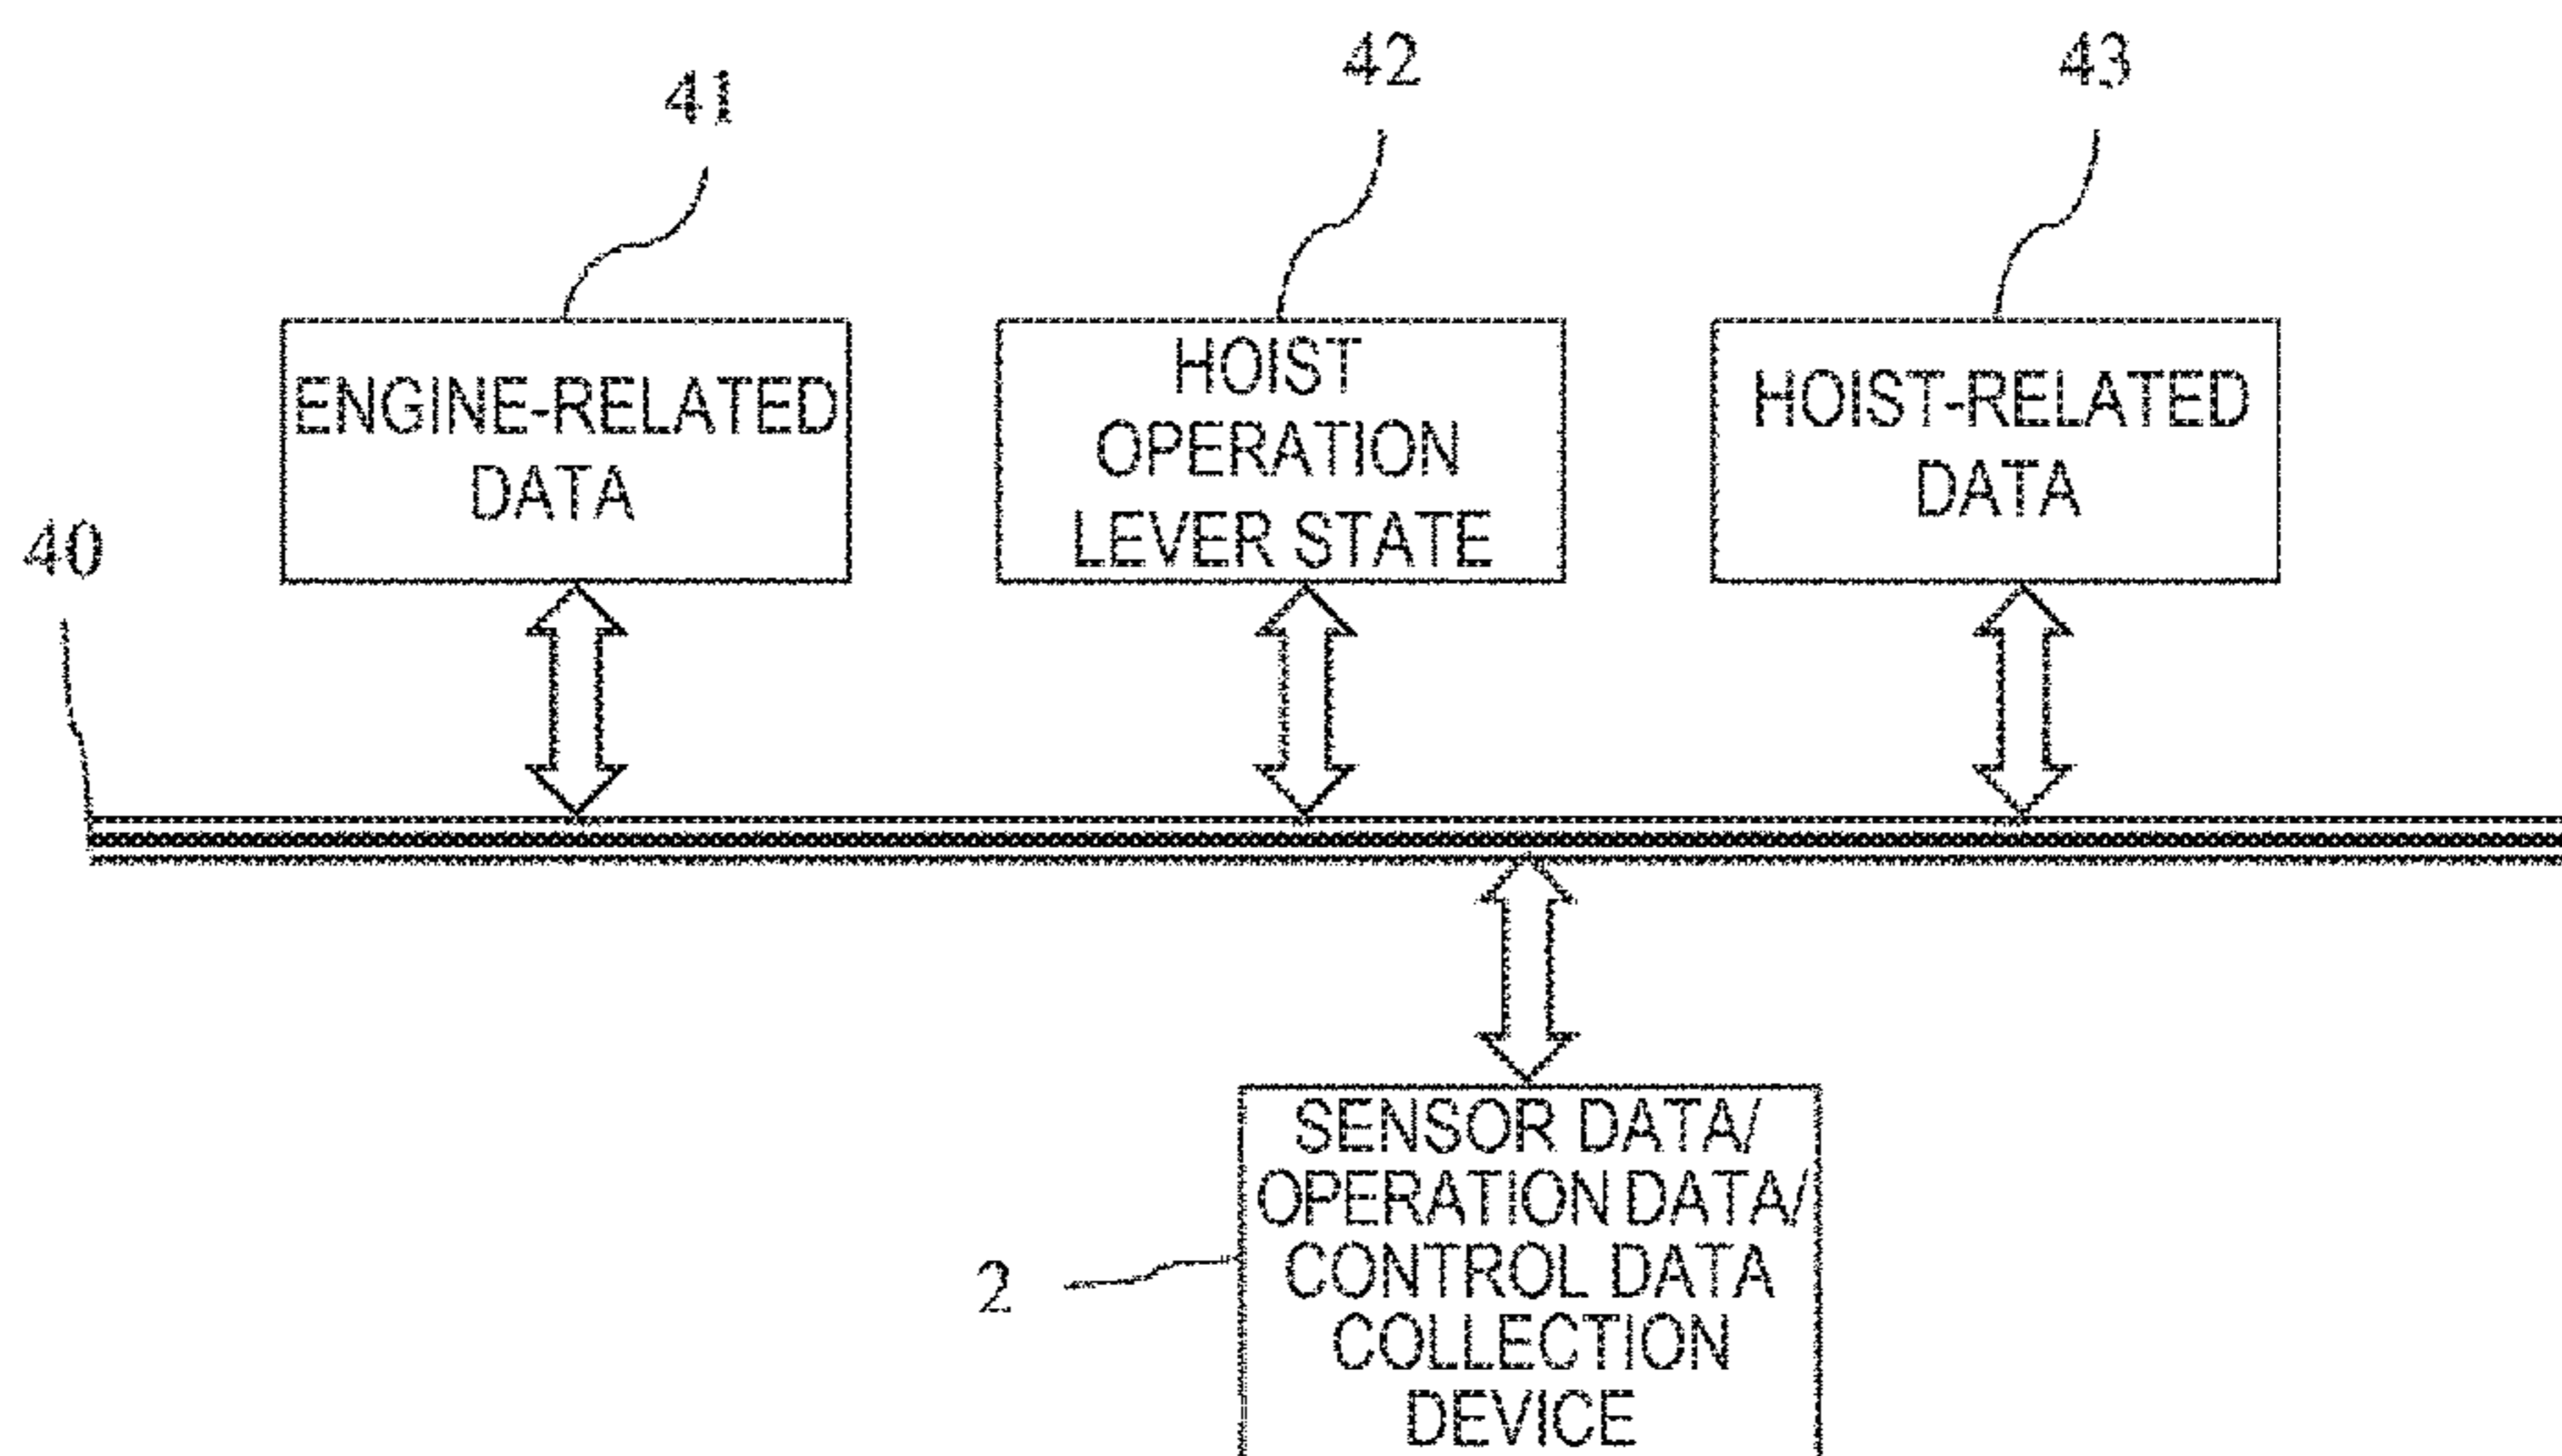 42
43
41
HOIST
OPERATION
LEVER STATE
ENGINE-RELATED
DATA
HOIST-RELATED
DATA
40
SENSOR DATA/
OPERATION DATA/
CONTROL DATA
COLLECTION
DEVICE
2